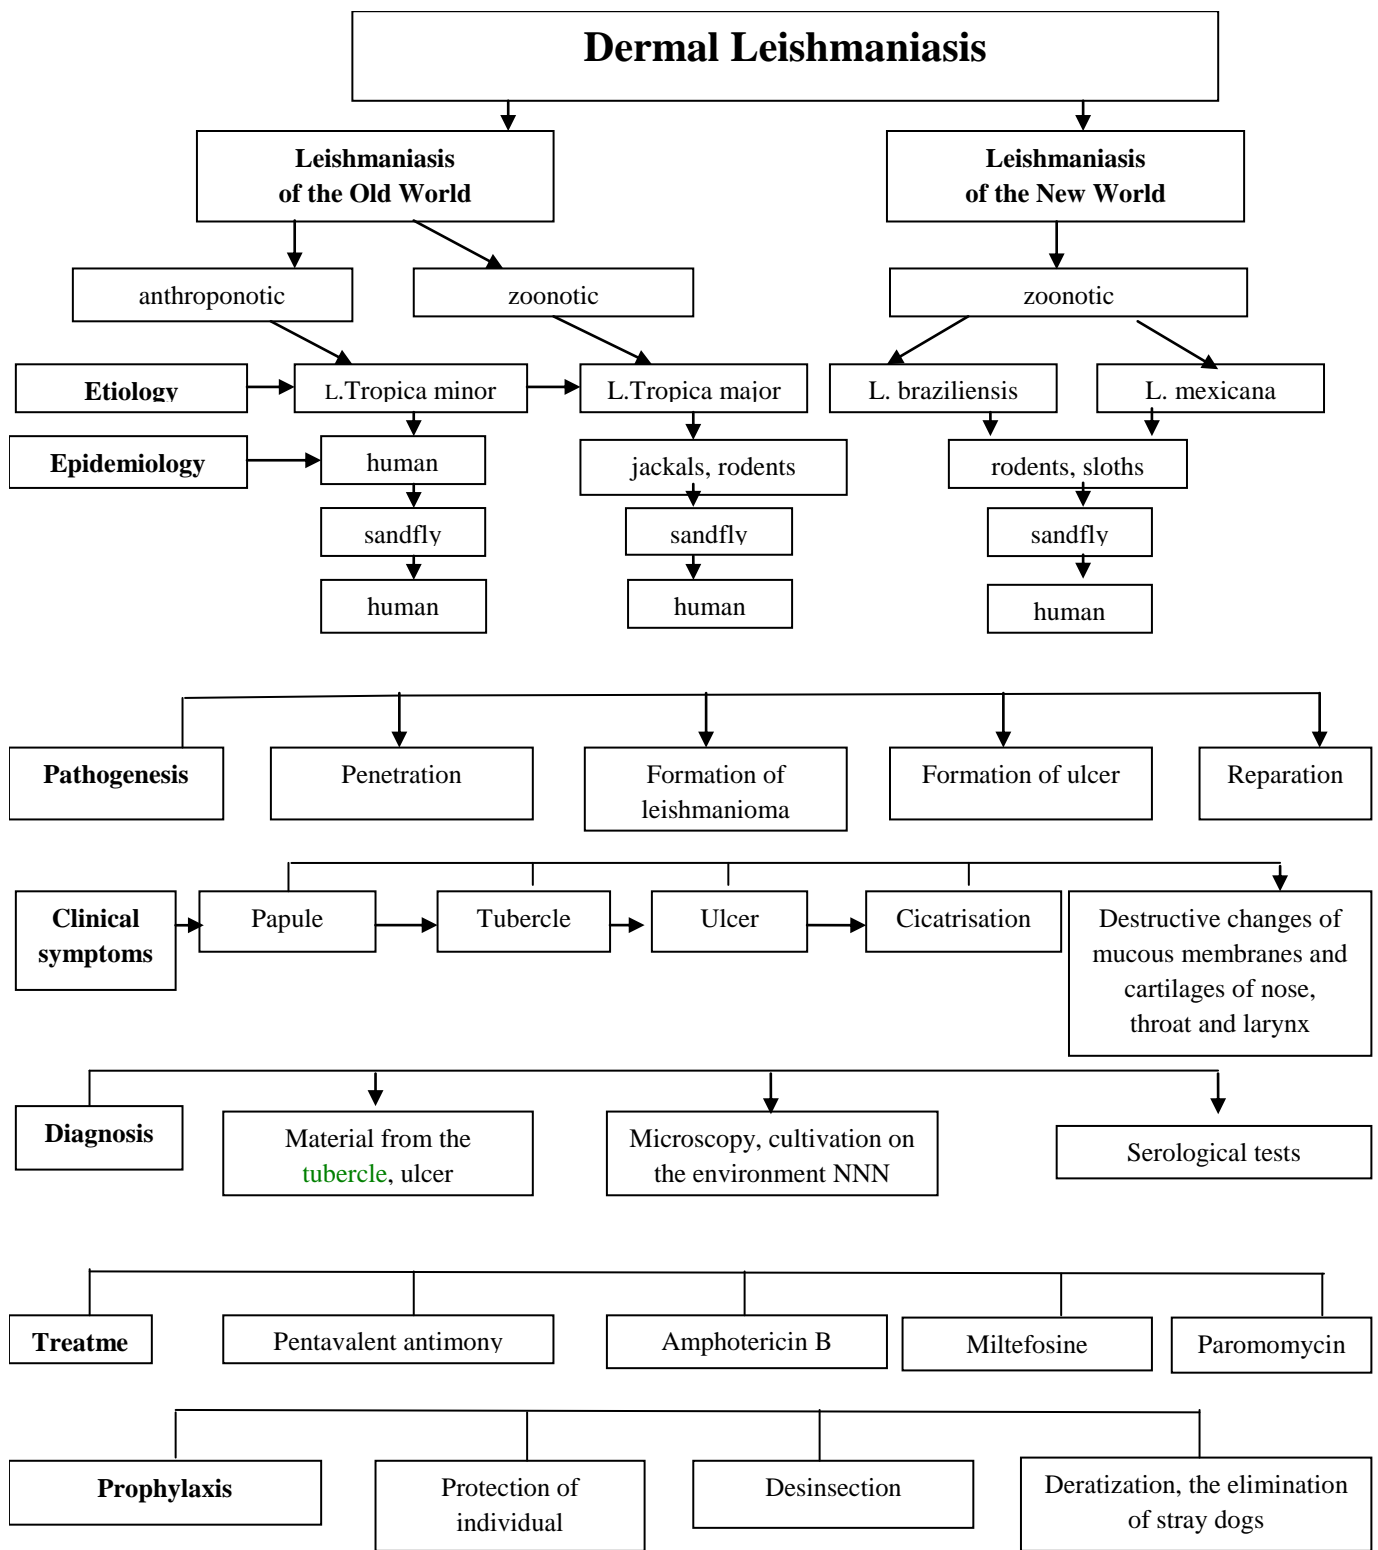 Dermal Leishmaniasis
Leishmaniasis
of the Old World
Leishmaniasis
of the New World
anthroponotic
zoonotic
zoonotic
Etiology
L.Tropica minor
L.Tropica major
L. braziliensis
L. mexicana
Epidemiology
human
jackals, rodents
rodents, sloths
sandfly
sandfly
sandfly
human
human
human
Pathogenesis
Penetration
Formation of
leishmanioma
Formation of ulcer
Reparation
Clinical
symptoms
Papule
Tubercle
Ulcer
Cicatrisation
Destructive changes of
mucous membranes and
cartilages of nose,
throat and larynx
Diagnosis
Material from the
tubercle, ulcer
Microscopy, cultivation on
the environment NNN
Serological tests
Treatme
Pentavalent antimony
Amphotericin B
Miltefosine
Paromomycin
Prophylaxis
Protection of
individual
Desinsection
Deratization, the elimination
of stray dogs